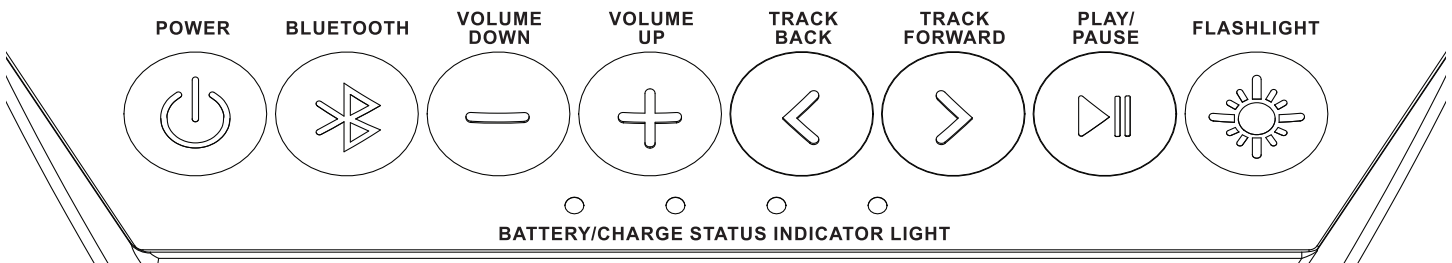 POWER
BLUETOOTH
VOLUME
DOWN
VOLUME
UP
TRACK
BACK
TRACK
FORWARD
PLAY/
PAUSE
FLASHLIGHT
BATTERY/CHARGE STATUS INDICATOR LIGHT